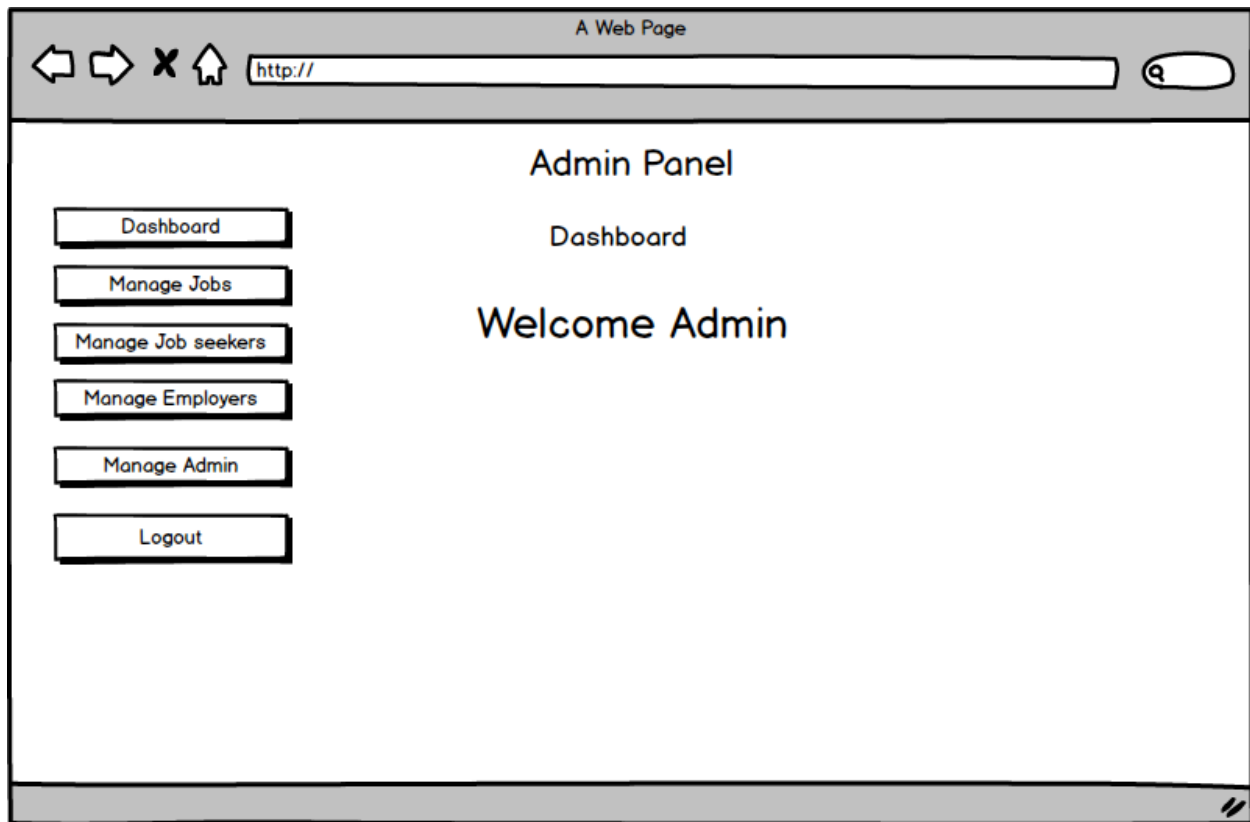 A Web Page
http://
Admin Panel
Dashboard
Manage Jobs
Manage Job seekers
Manage Employers
Manage Admin
Logout
Dashboard
Welcome Admin